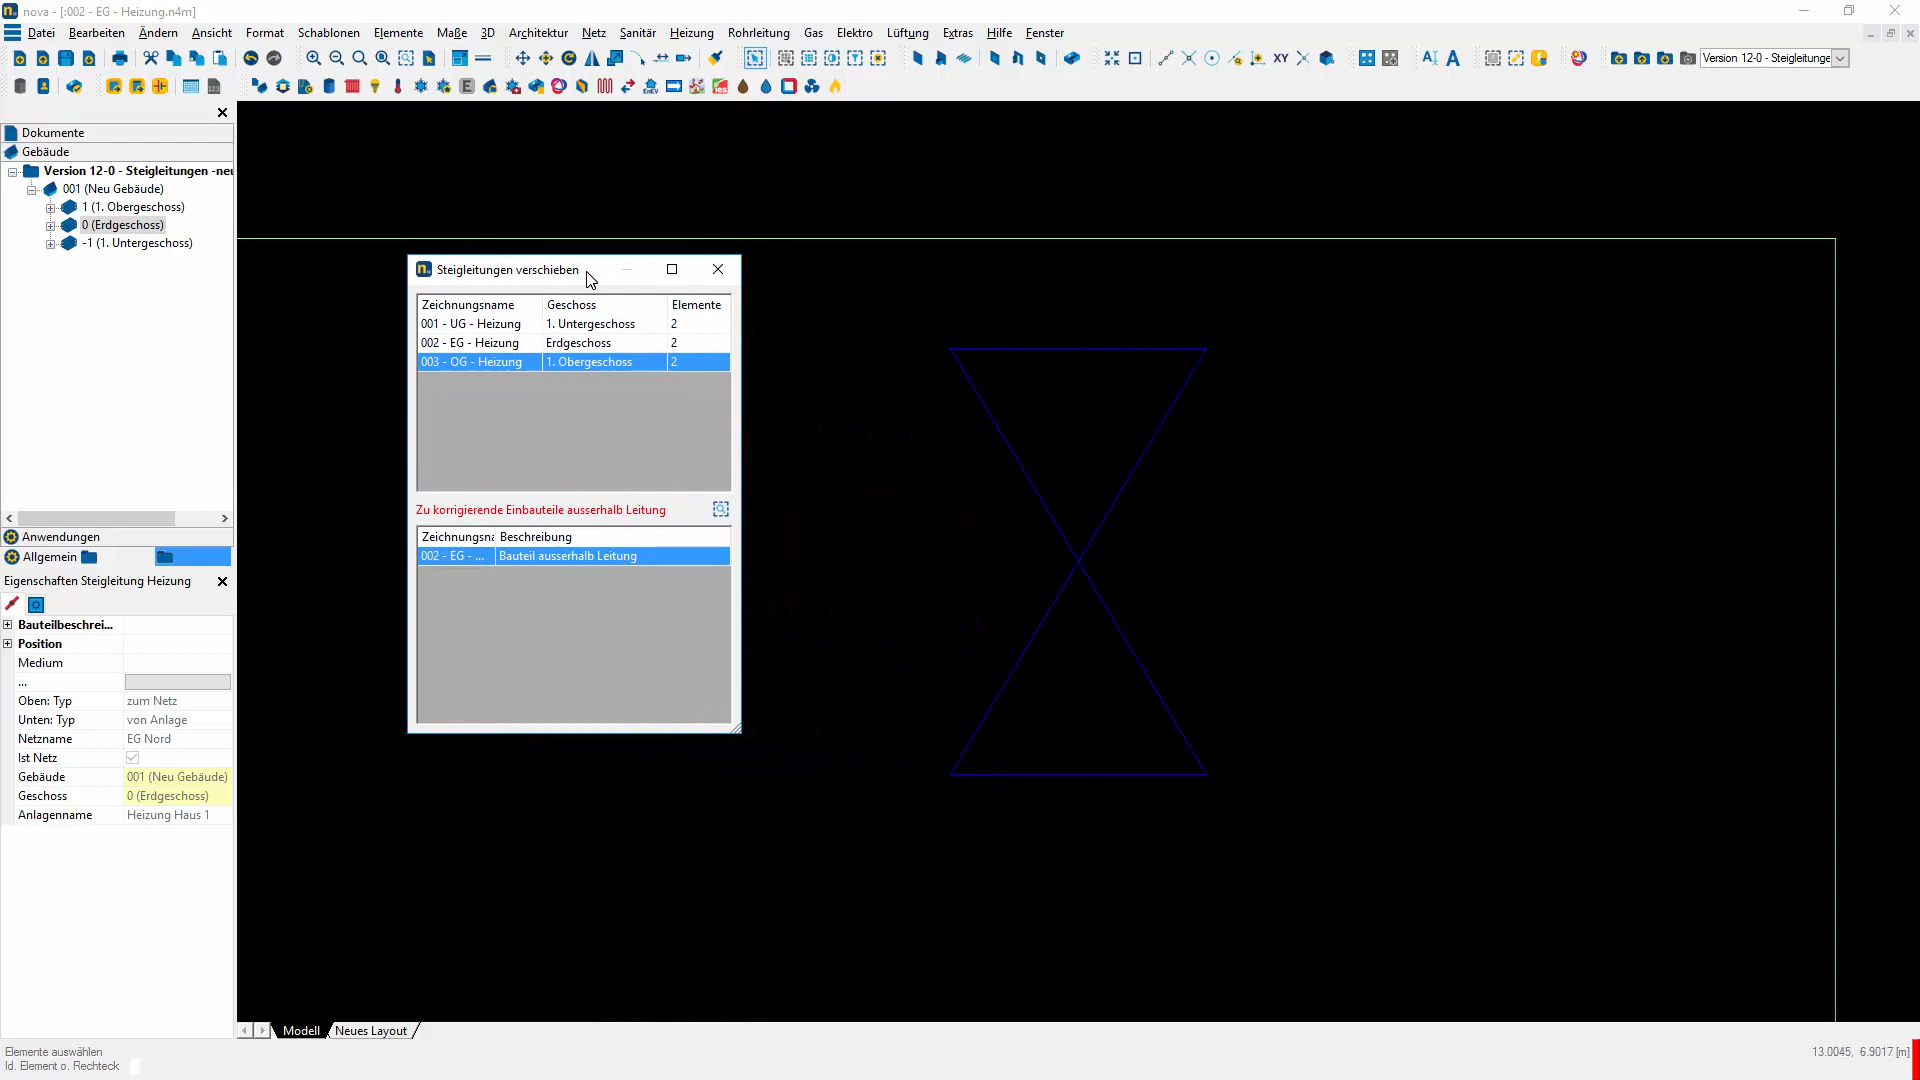 nova - [:002 - EG - Heizung.n4m]
Datei Bearbeiten Ändern Ansicht Format Schablonen Elemente Maße 3D Architektur Netz Sanitär Heizung Rohrleitung Gas Elektro Lüftung Extras Hilfe Fenster
XY
Version 12-0 - Steigleitunge
Dokumente
Gebäude
Version 12-0 - Steigleitungen -neu
001 (Neu Gebäude)
1 (1. Obergeschoss)
0 (Erdgeschoss)
-1 (1. Untergeschoss)
Anwendungen
Allgemein
Eigenschaften Steigleitung Heizung
Bauteilbeschrei...
Position
Medium
...
Oben: Typ zum Netz
Unten: Typ von Anlage
Netzname EG Nord
Ist Netz
Gebäude 001 (Neu Gebäude)
Geschoss 0 (Erdgeschoss)
Anlagenname Heizung Haus 1
Steigleitungen verschieben
Zeichnungsname Geschoss Elemente
001 - UG - Heizung 1. Untergeschoss 2
002 - EG - Heizung Erdgeschoss 2
003 - OG - Heizung 1. Obergeschoss 2
Zu korrigierende Einbauteile ausserhalb Leitung
Zeichnungsna Beschreibung
002 - EG - ... Bauteil ausserhalb Leitung
Modell Neues Layout
Elemente auswählen
Id. Element o. Rechteck
13.0045, 6.9017 [m]